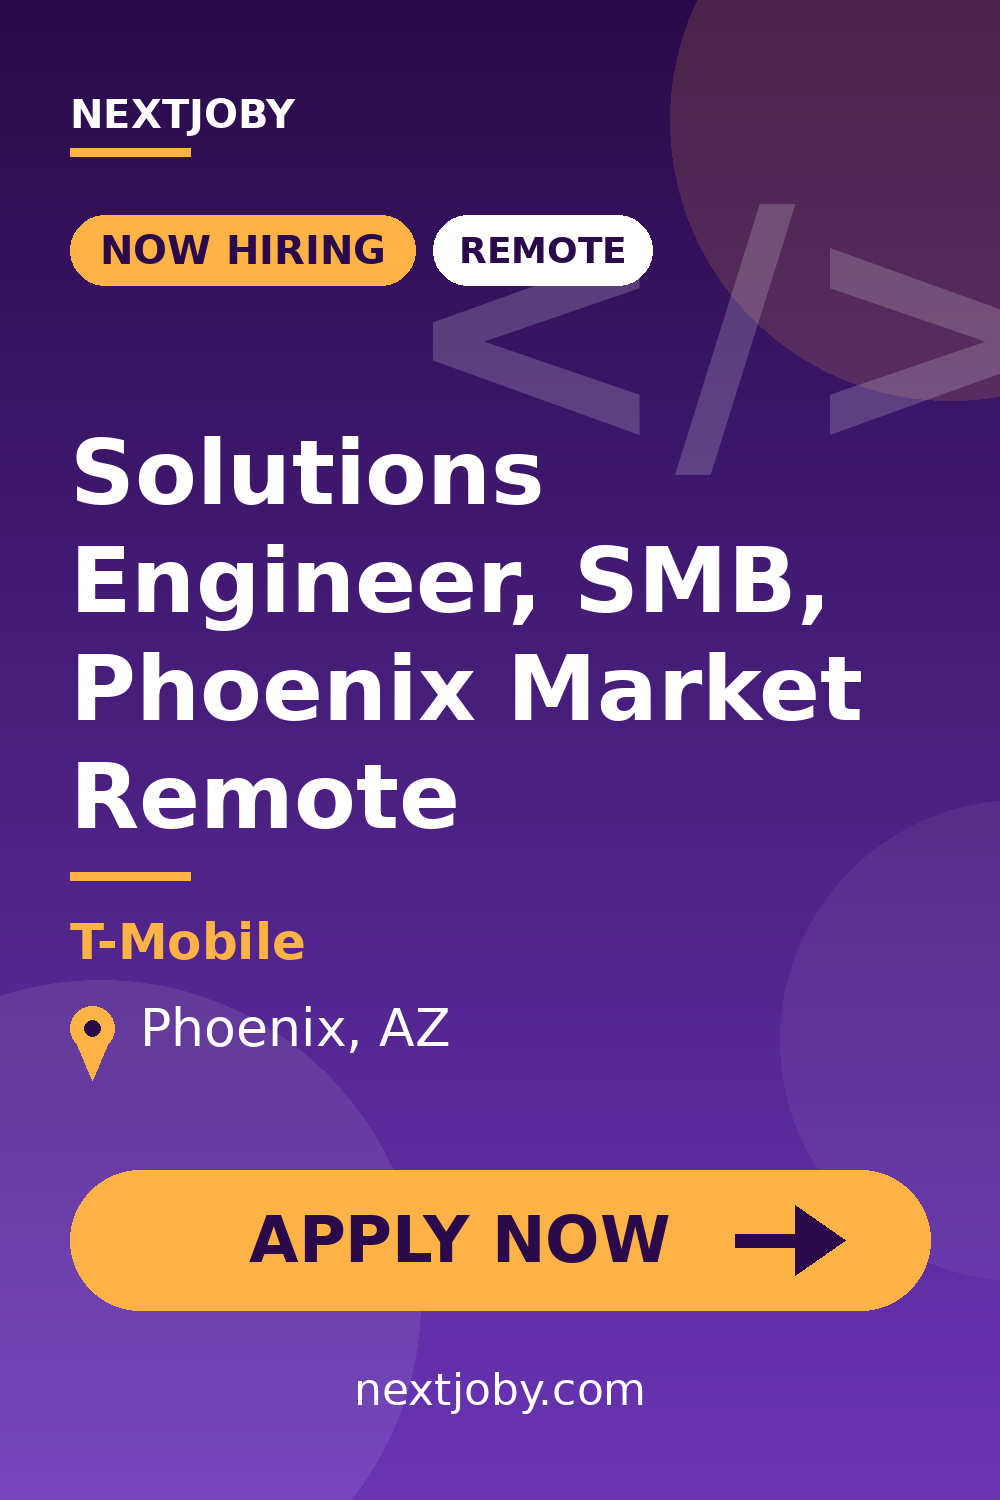 NEXTJOBY
NOW HIRING
REMOTE
</>
Solutions
Engineer, SMB,
Phoenix Market
Remote
T-Mobile
Phoenix, AZ
APPLY NOW
nextjoby.com